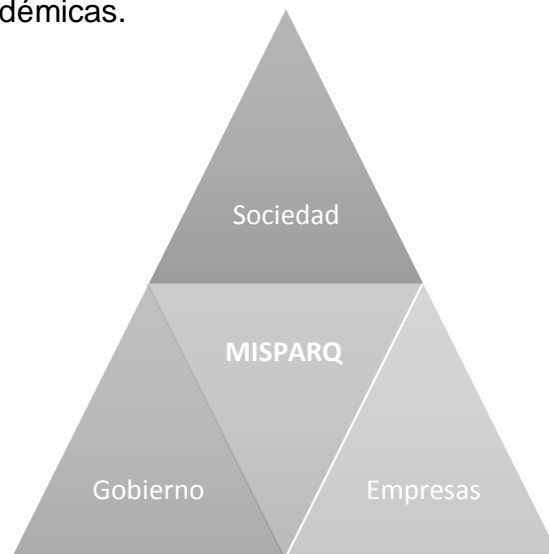 démicas.
Sociedad
MISPARQ
Gobierno
Empresas